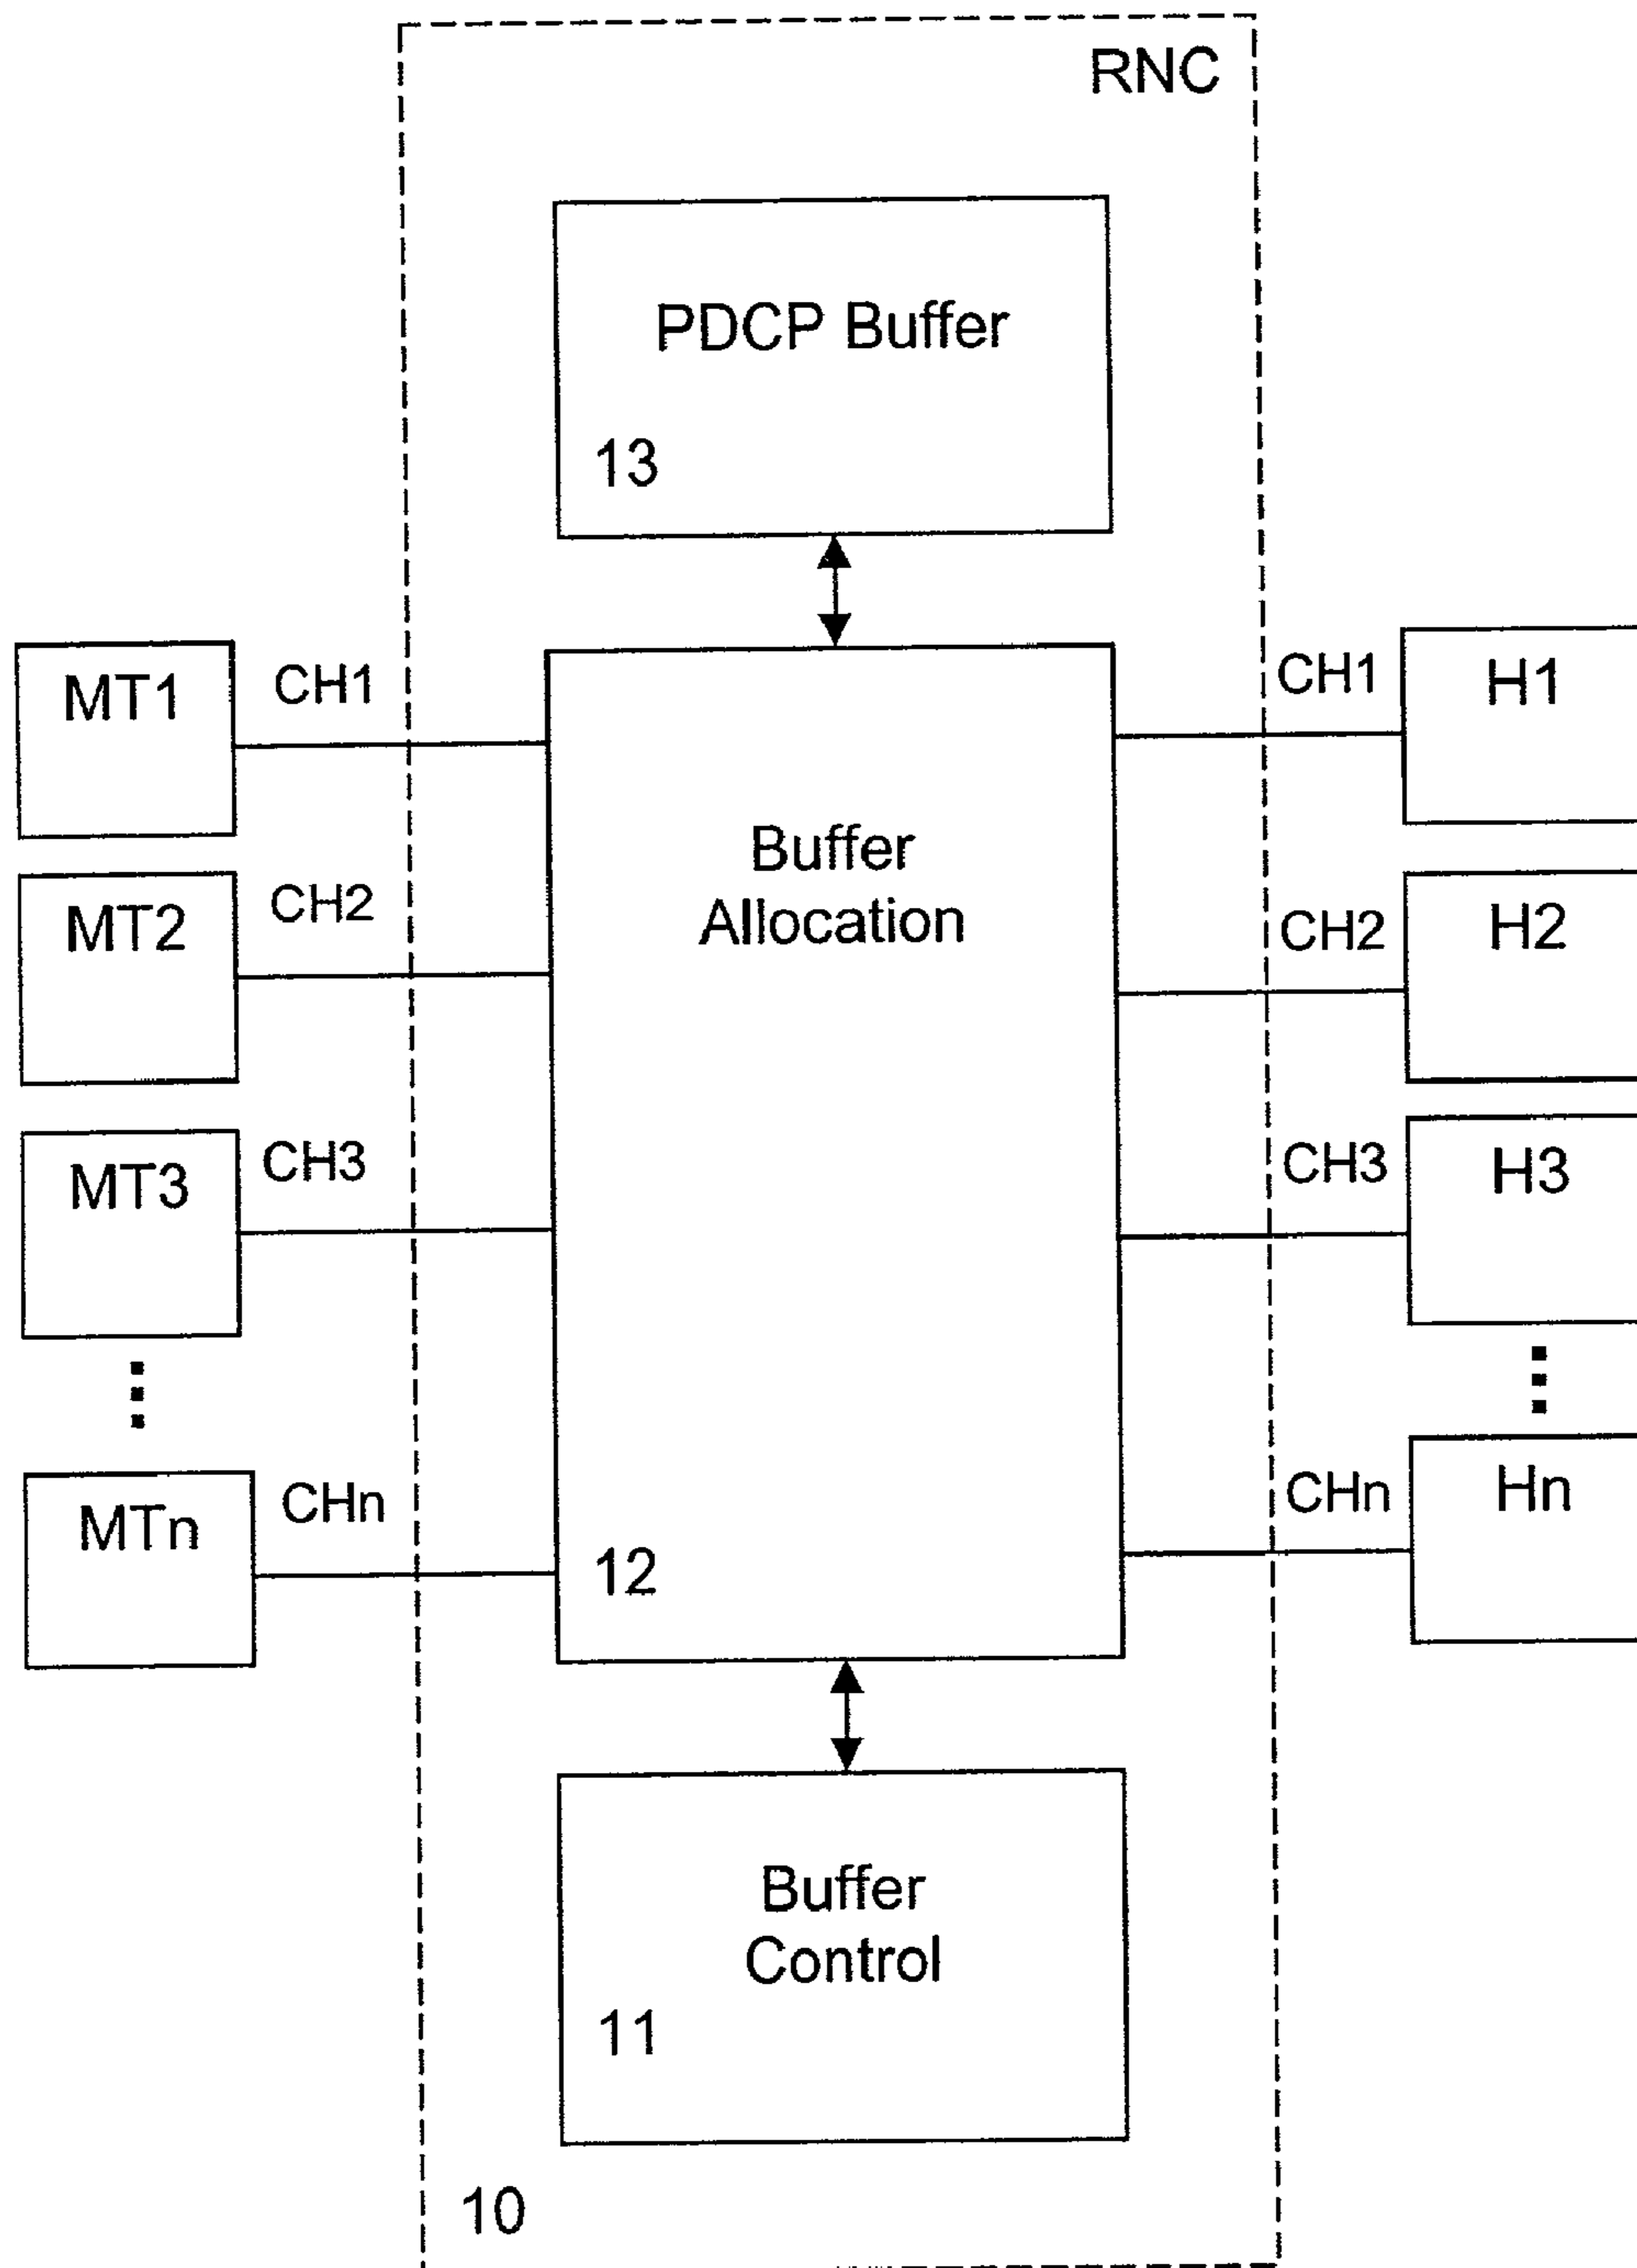 RNC
PDCP Buffer
13
MT1
CH1
CH1
H1
Buffer
Allocation
MT2
CH2
CH2
H2
MT3
CH3
CH3
H3
MTn
CHn
CHn
Hn
12
Buffer
Control
11
10